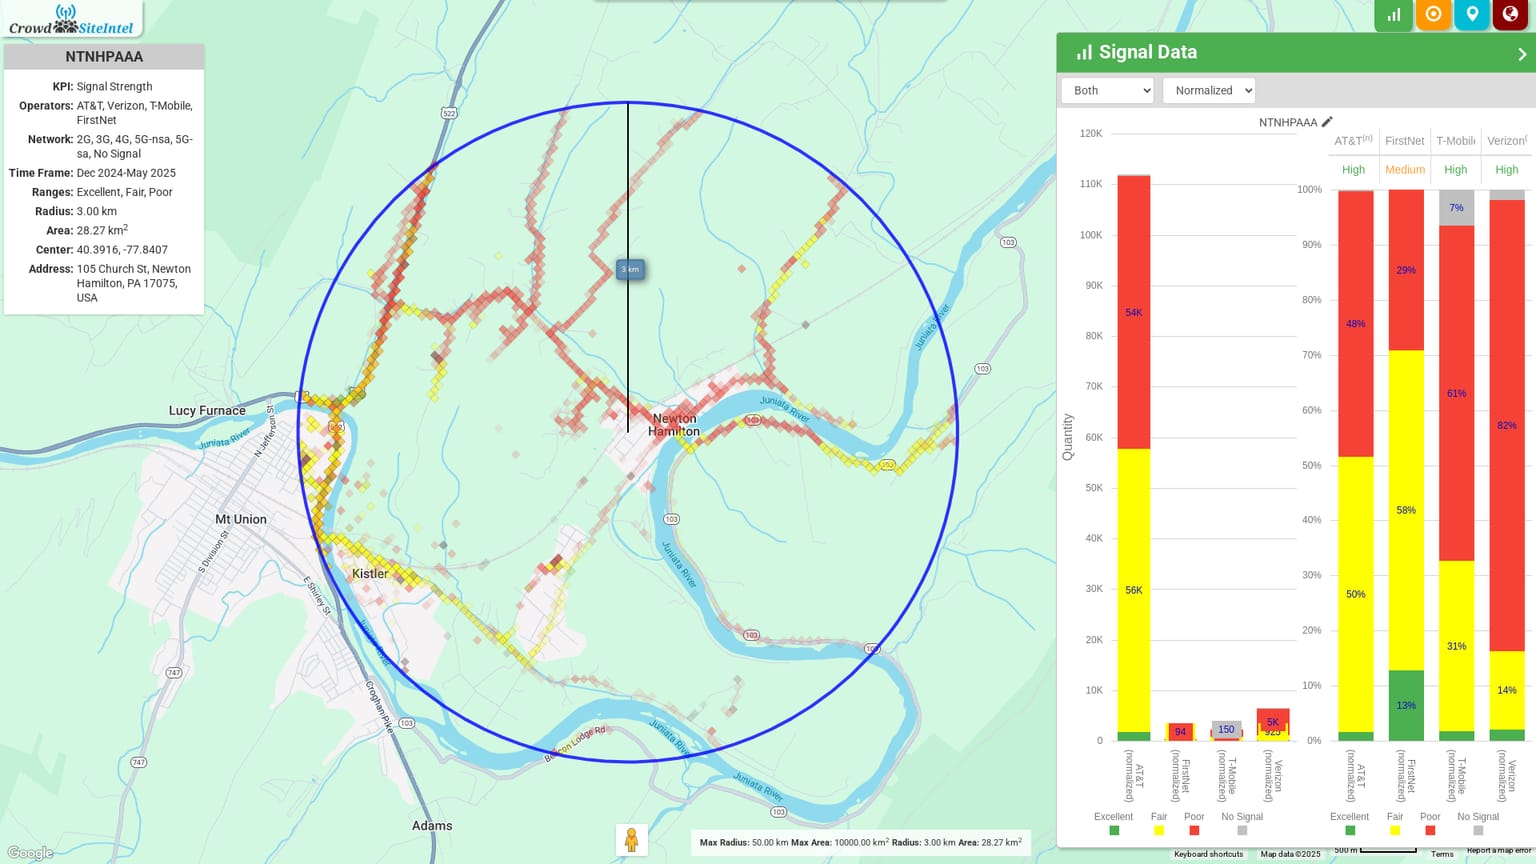 CrowdSiteIntel
NTNHPAAA
KPI: Signal Strength
Operators: AT&T, Verizon, T-Mobile,
FirstNet
Network: 2G, 3G, 4G, 5G-nsa, 5G-
sa, No Signal
Time Frame: Dec 2024-May 2025
Ranges: Excellent, Fair, Poor
Radius: 3.00 km
Area: 28.27 km²
Center: 40.3916, -77.8407
Address: 105 Church St, Newton
Hamilton, PA 17075,
USA
522
3 km
103
Juniata River
103
Lucy Furnace
Juniata River
N Jefferson St
Juniata River
Newton
Hamilton
103
103
Mt Union
S Division St
103
Kistler
Juniata River
E Shirley St
Juniata River
103
103
747
Croghan Pike
103
Beacon Lodge Rd
Juniata River
747
Juniata River
103
Adams
Google
Max Radius: 50.00 km Max Area: 10000.00 km² Radius: 3.00 km Area: 28.27 km²
Signal Data
Both
Normalized
NTNHPAAA
Quantity
120K
110K
100K
90K
80K
70K
60K
50K
40K
30K
20K
10K
0
54K
56K
94
150
5K
925
AT&T
(normalized)
FirstNet
(normalized)
T-Mobile
(normalized)
Verizon
(normalized)
Excellent
Fair
Poor
No Signal
AT&T(n)
FirstNet
T-Mobil
Verizon(
High
Medium
High
High
100%
90%
80%
70%
60%
50%
40%
30%
20%
10%
0%
48%
50%
29%
58%
13%
7%
61%
31%
82%
14%
AT&T
(normalized)
FirstNet
(normalized)
T-Mobile
(normalized)
Verizon
(normalized)
Excellent
Fair
Poor
No Signal
Keyboard shortcuts
Map data ©2025
500 m
Terms
Report a map error